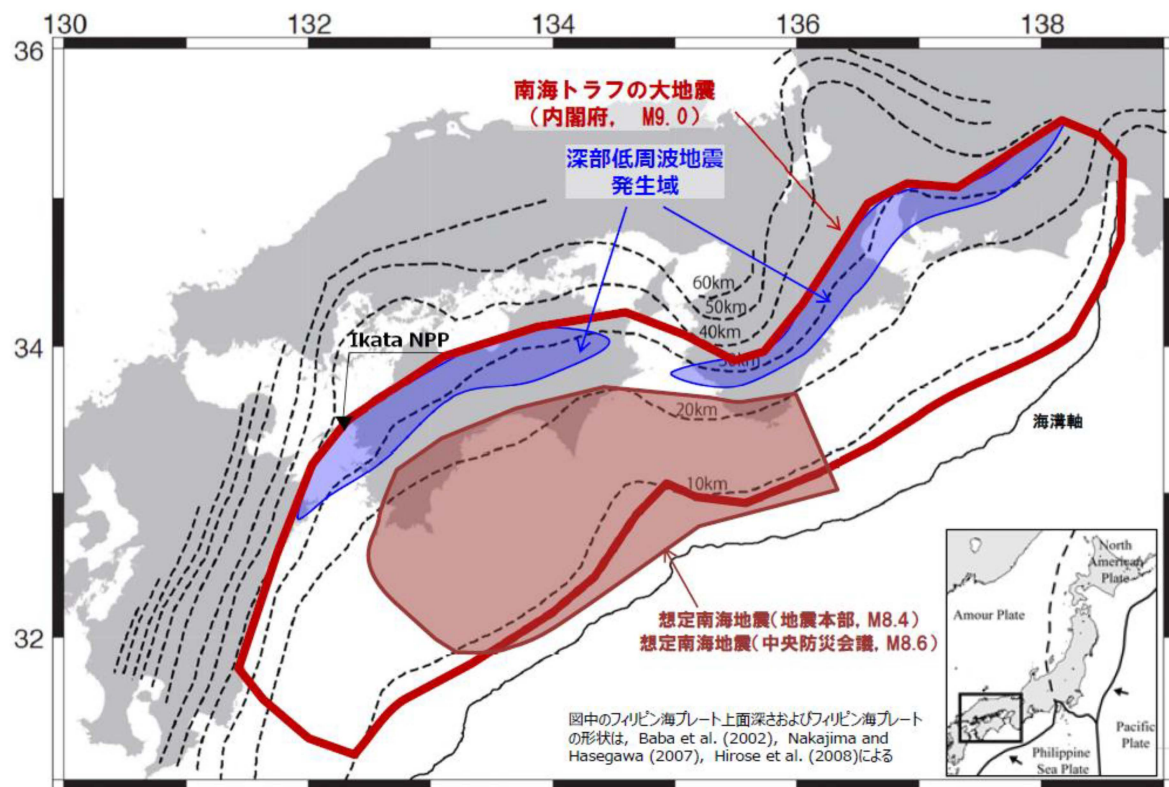 130
132
134
136
138
36
34
32
南海トラフの大地震
（内閣府， M9.0）
深部低周波地震
発生域
60km
50km
40km
20km
10km
Ikata NPP
海溝軸
想定南海地震(地震本部, M8.4)
想定南海地震(中央防災会議, M8.6)
図中のフィリピン海プレート上面深さおよびフィリピン海プレート
の形状は，Baba et al. (2002)，Nakajima and
Hasegawa (2007)，Hirose et al. (2008)による
North
American
Plate
Amour Plate
Pacific
Plate
Philippine
Sea Plate